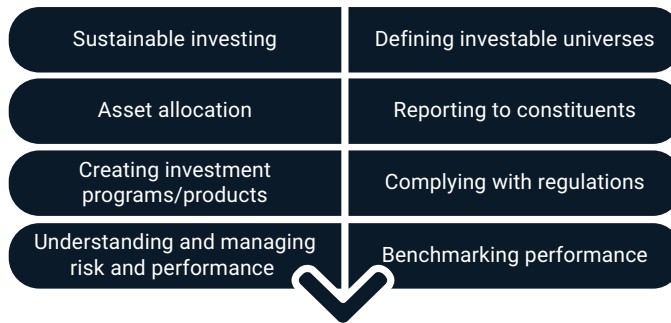 Sustainable investing
Defining investable universes
Asset allocation
Reporting to constituents
Creating investment
programs/products
Complying with regulations
Understanding and managing
risk and performance
Benchmarking performance